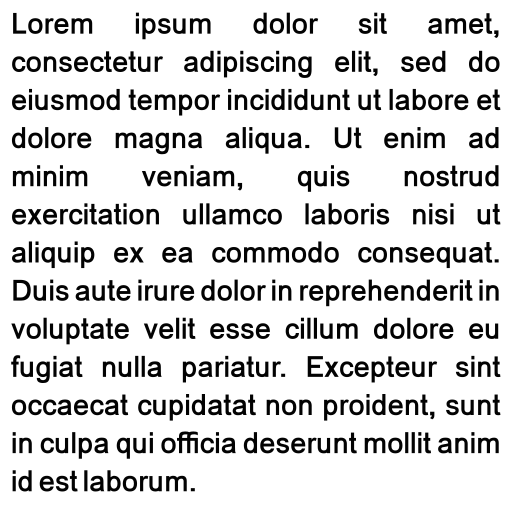 Lorem ipsum dolor sit amet,
consectetur adipiscing elit, sed do
eiusmod tempor incididunt ut labore et
dolore magna aliqua. Ut enim ad
minim veniam, quis nostrud
exercitation ullamco laboris nisi ut
aliquip ex ea commodo consequat.
Duis aute irure dolor in reprehenderit in
voluptate velit esse cillum dolore eu
fugiat nulla pariatur. Excepteur sint
occaecat cupidatat non proident, sunt
in culpa qui officia deserunt mollit anim
id est laborum.